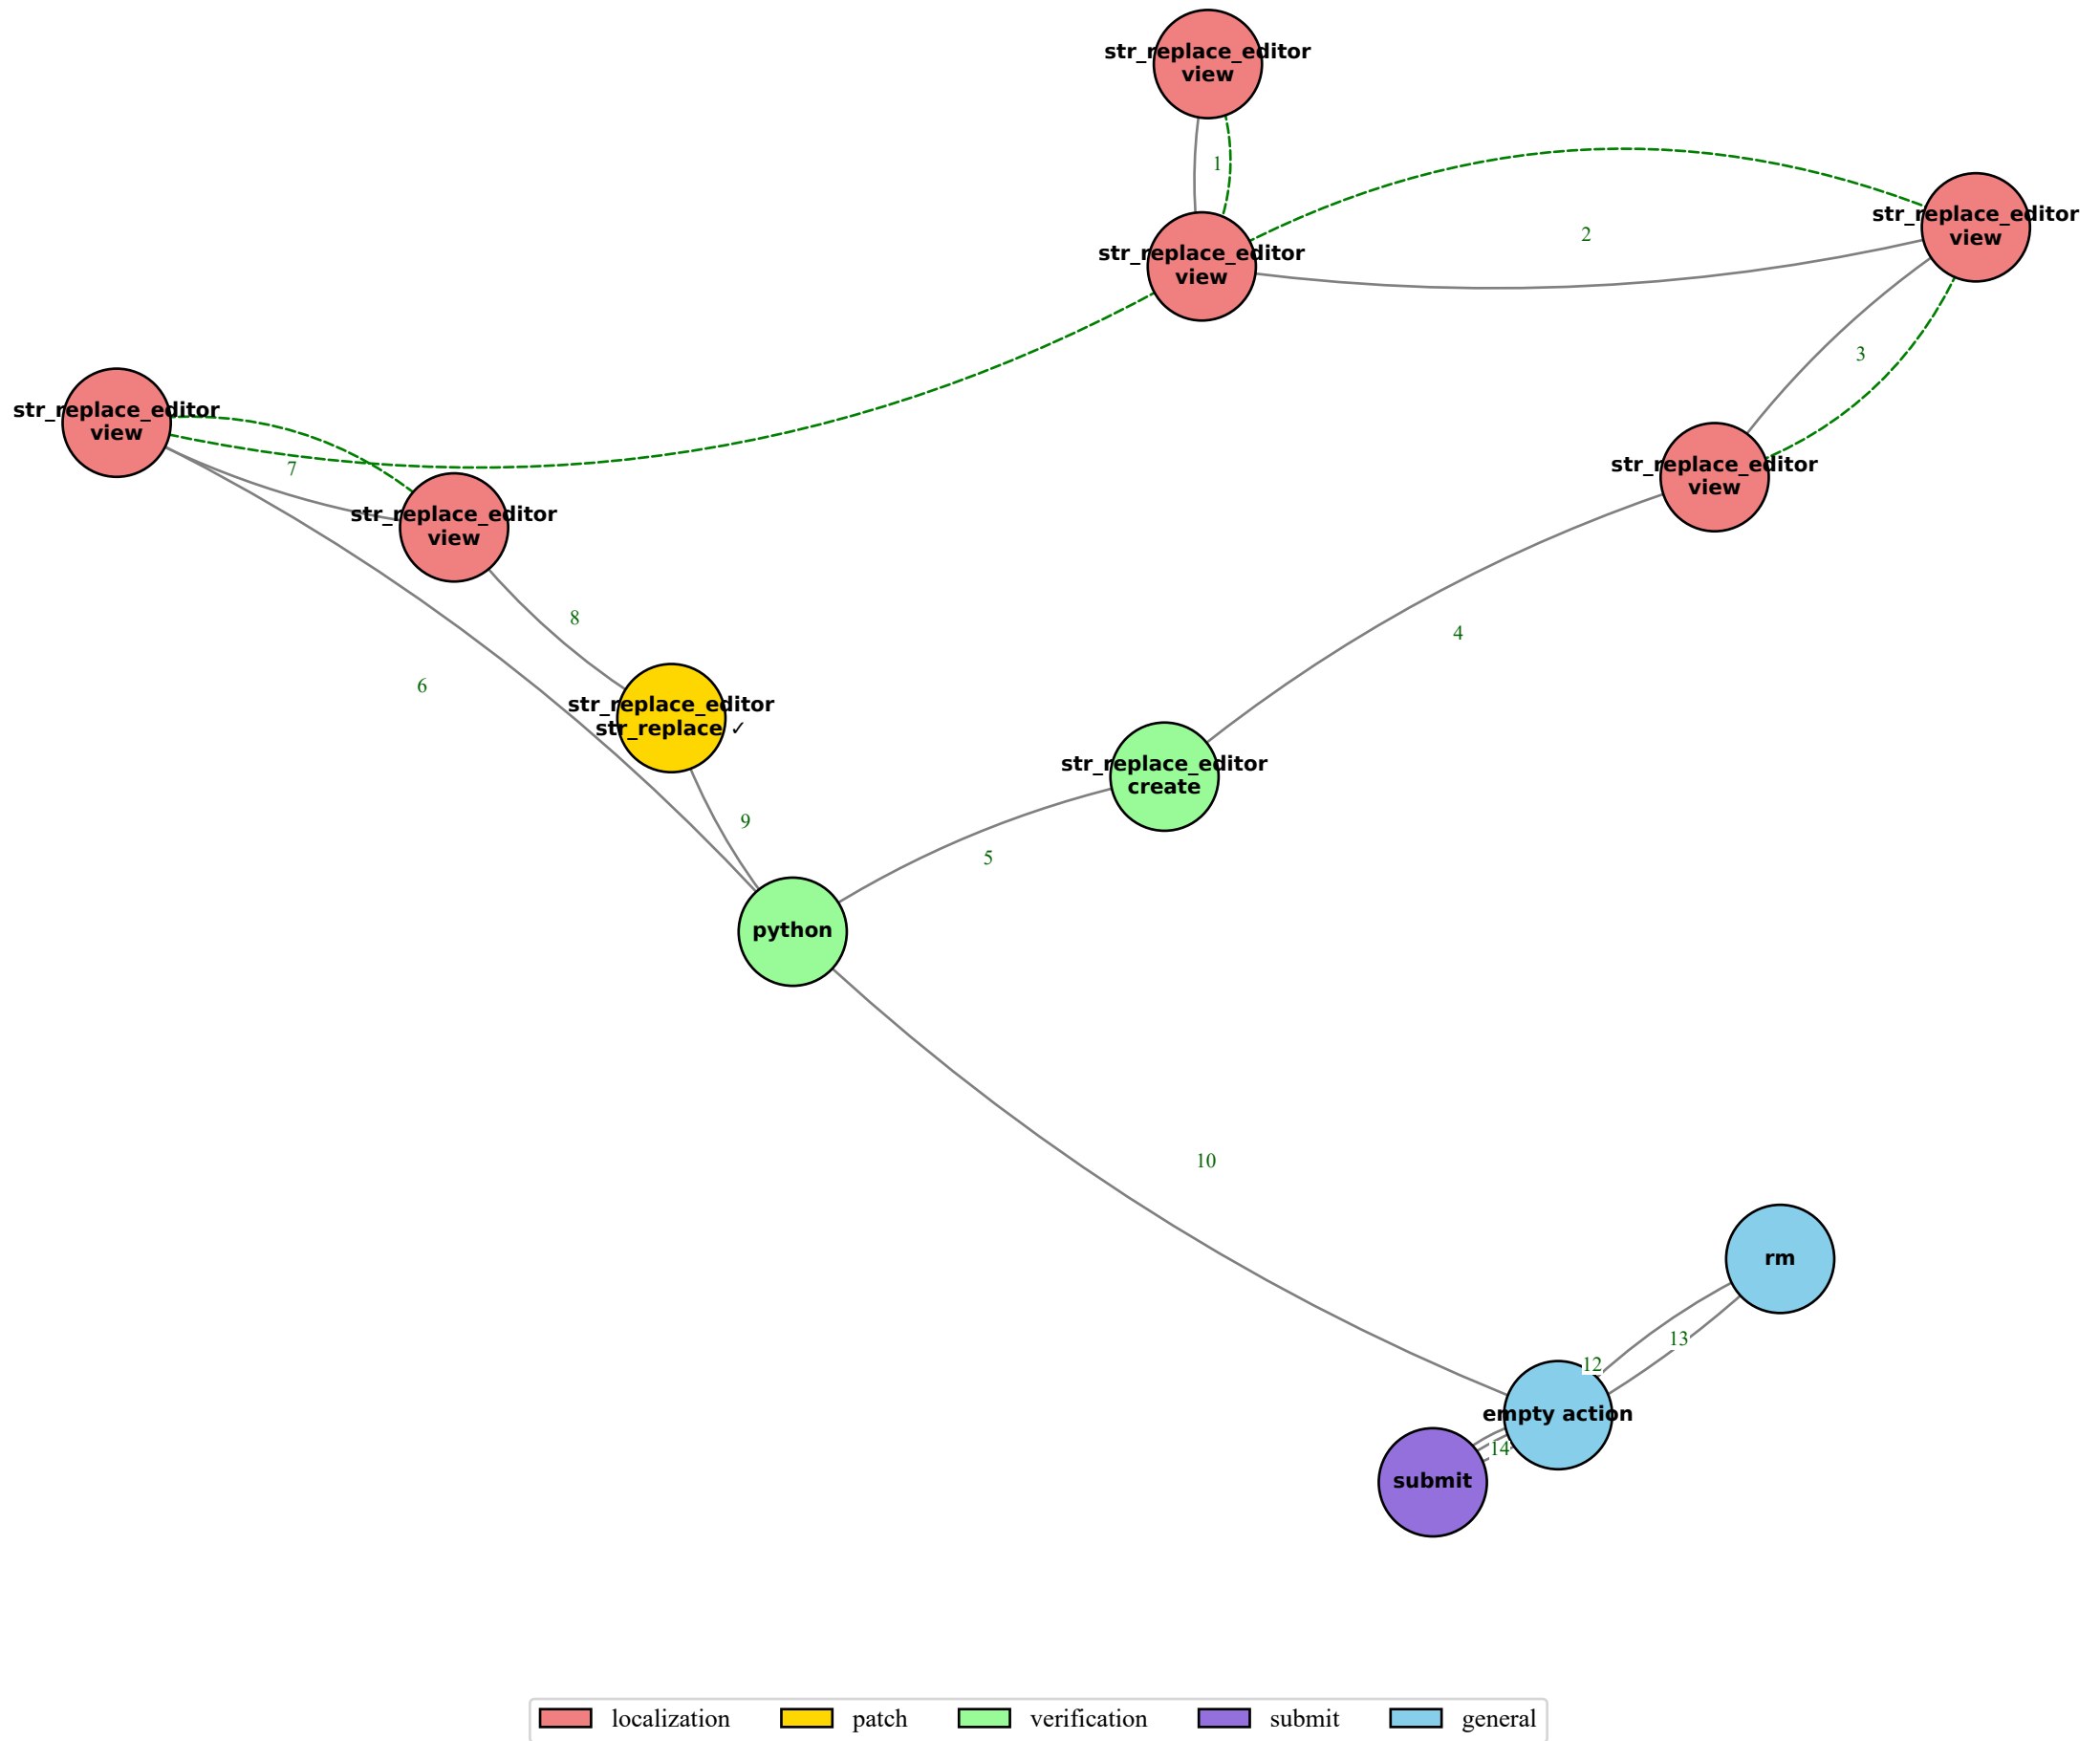 str_replace_editor
view
1
str_replace_editor
view
2
str_replace_editor
view
3
str_replace_editor
view
str_replace_editor
view
7
str_replace_editor
view
8
4
6
str_replace_editor
str_replace ✓
str_replace_editor
create
9
5
python
10
rm
13
12
empty action
14
submit
localization
patch
verification
submit
general